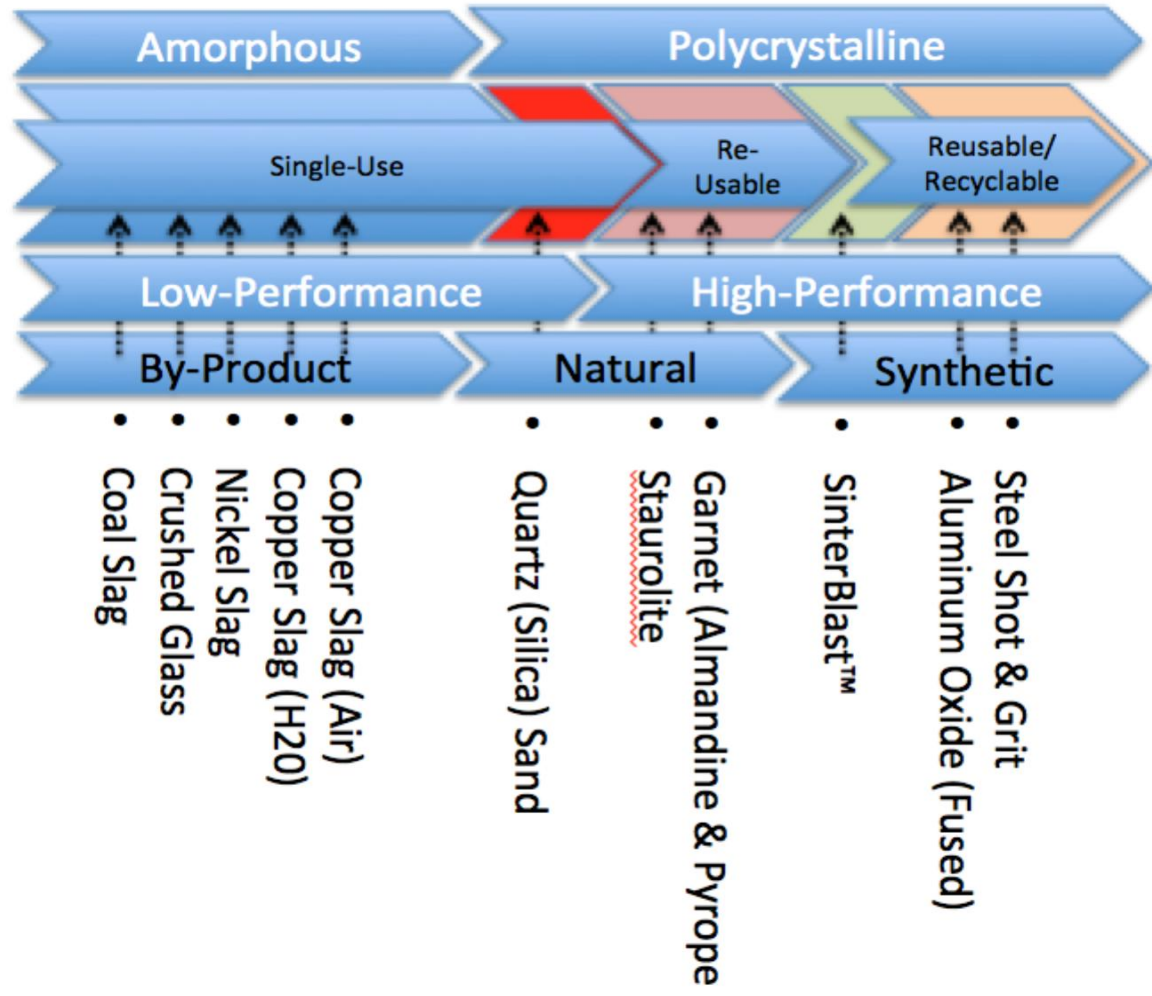 Amorphous
Polycrystalline
Single-Use
Re-
Usable
Reusable/
Recyclable
Low-Performance
High-Performance
By-Product
Natural
Synthetic
• Coal Slag
• Crushed Glass
• Nickel Slag
• Copper Slag (H20)
• Copper Slag (Air)
• Quartz (Silica) Sand
• Staurolite
• Garnet (Almandine & Pyrope
• SinterBlast™
• Aluminum Oxide (Fused)
• Steel Shot & Grit